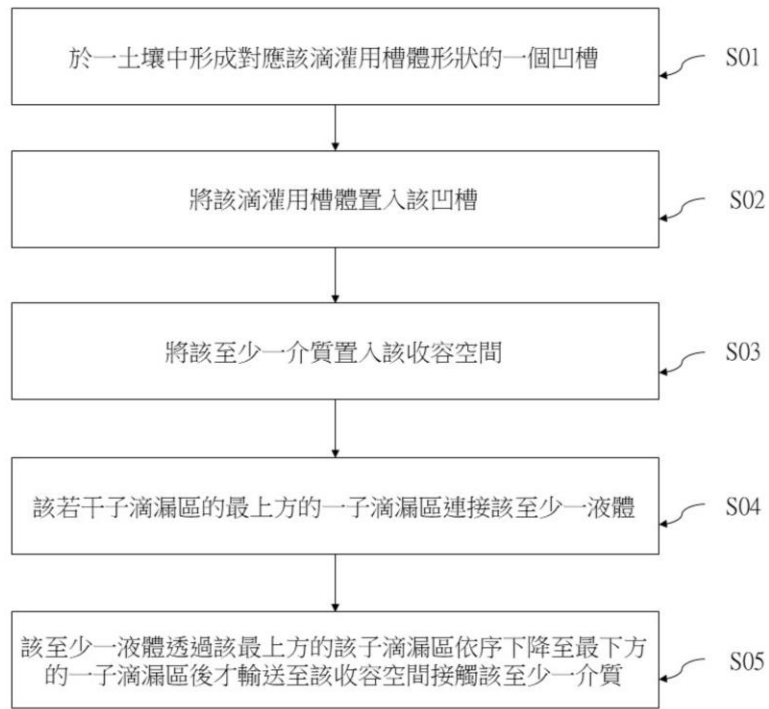 於一土壤中形成對應該滴灌用槽體形狀的一個凹槽
S01
將該滴灌用槽體置入該凹槽
S02
將該至少一介質置入該收容空間
S03
該若干子滴漏區的最上方的一子滴漏區連接該至少一液體
S04
該至少一液體透過該最上方的該子滴漏區依序下降至最下方
的一子滴漏區後才輸送至該收容空間接觸該至少一介質
S05